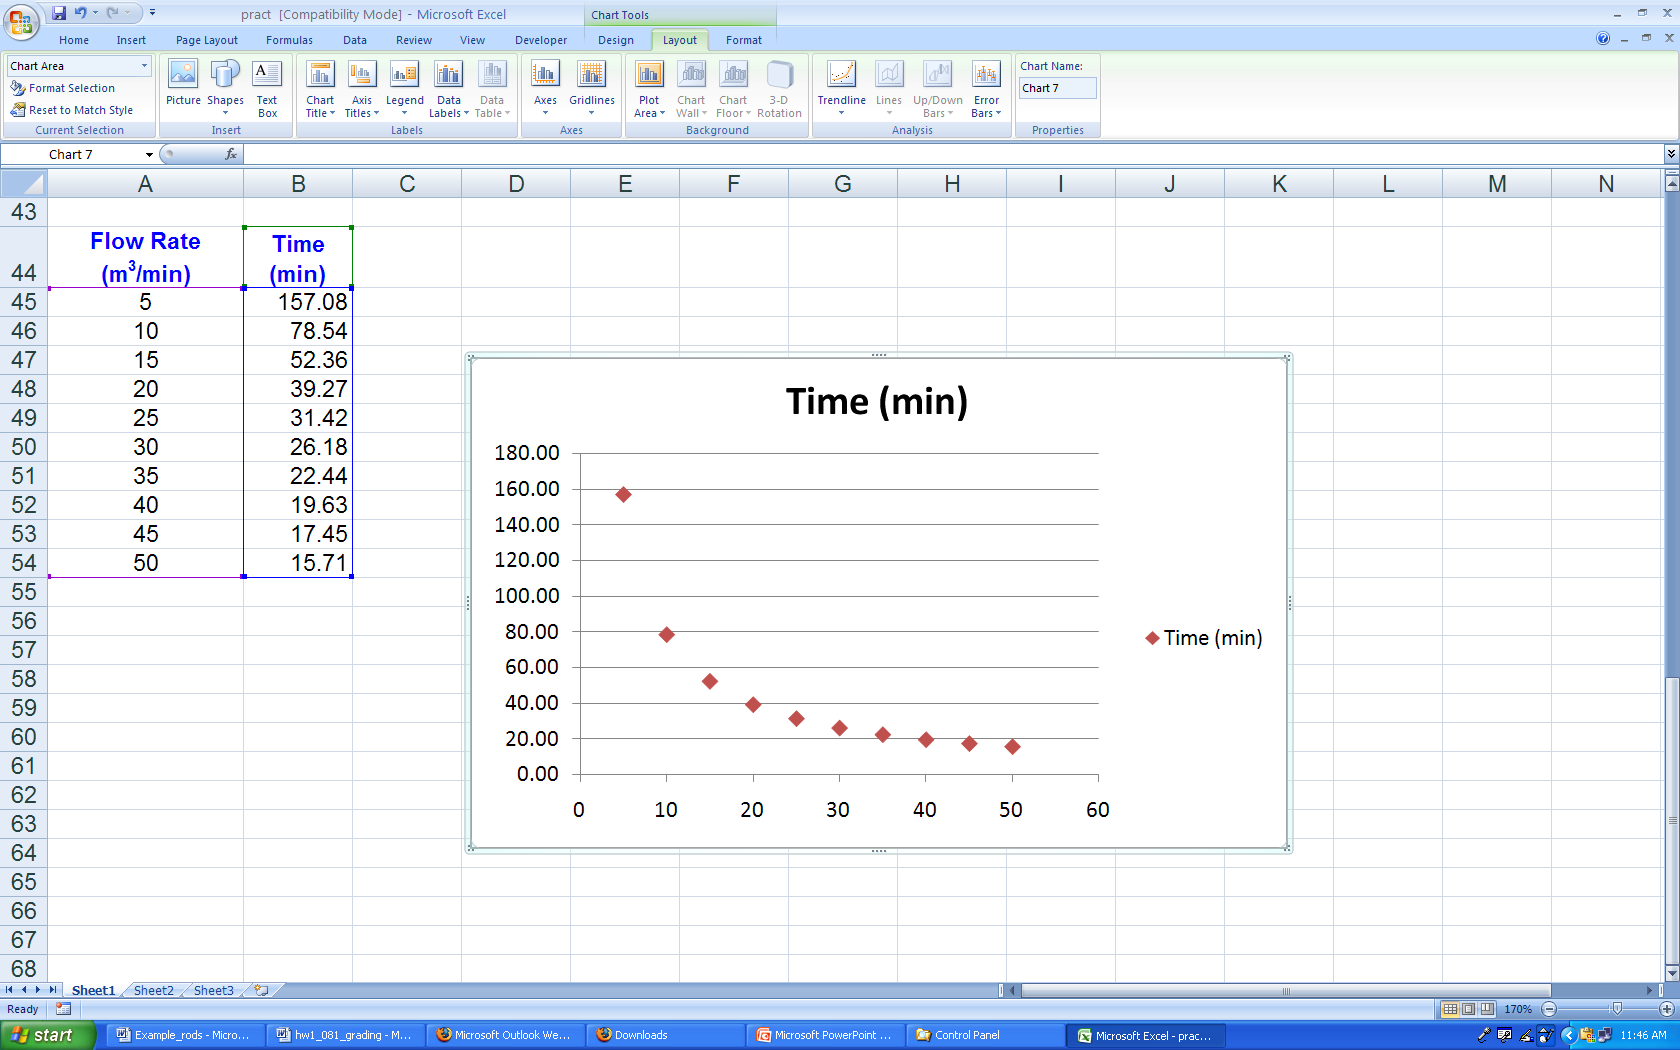 pract [Compatibility Mode] - Microsoft Excel
Chart Tools
Home Insert Page Layout Formulas Data Review View Developer Design Layout Format
Chart Area
Format Selection
Reset to Match Style
Current Selection
Picture Shapes Text Box
Insert
Chart Title Axis Titles Legend Data Labels Data Table
Labels
Axes Gridlines
Axes
Plot Area Chart Wall Chart Floor 3-D Rotation
Background
Trendline Lines Up/Down Bars Error Bars
Analysis
Chart Name:
Chart 7
Properties
Chart 7 fx
A B C D E F G H I J K L M N
43
44 Flow Rate (m³/min) Time (min)
45 5 157.08
46 10 78.54
47 15 52.36
48 20 39.27
49 25 31.42
50 30 26.18
51 35 22.44
52 40 19.63
53 45 17.45
54 50 15.71
55
56
57
58
59
60
61
62
63
64
65
66
67
68
Time (min)
180.00
160.00
140.00
120.00
100.00
80.00
60.00
40.00
20.00
0.00
0 10 20 30 40 50 60
Time (min)
Sheet1 Sheet2 Sheet3
Ready 170%
start Example_rods - Micro... hw1_081_grading - M... Microsoft Outlook We... Downloads Microsoft PowerPoint ... Control Panel Microsoft Excel - prac... 11:46 AM